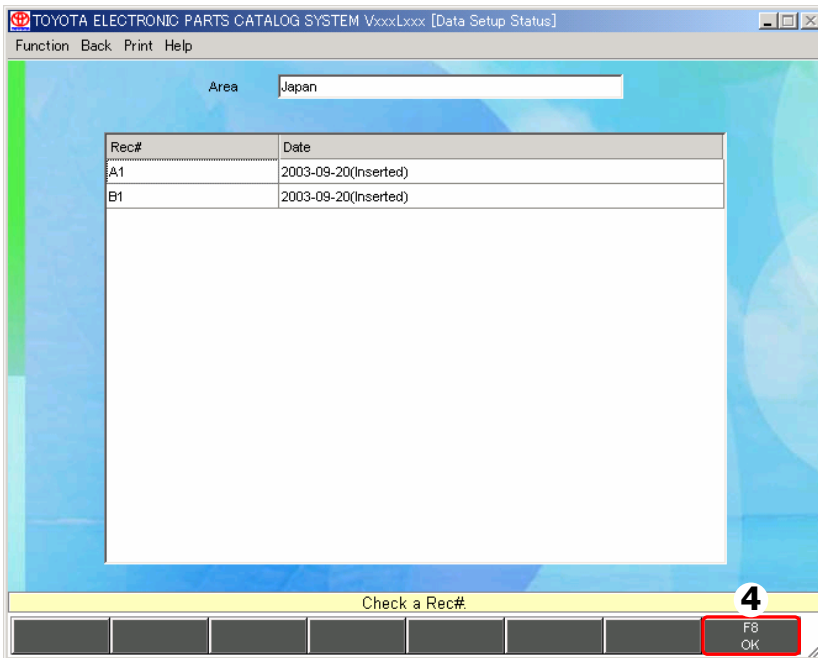 TOYOTA ELECTRONIC PARTS CATALOG SYSTEM VxxxLxxx [Data Setup Status]
Function Back Print Help
Area Japan
Rec# Date
A1 2003-09-20(Inserted)
B1 2003-09-20(Inserted)
Check a Rec#.
4
F8
OK